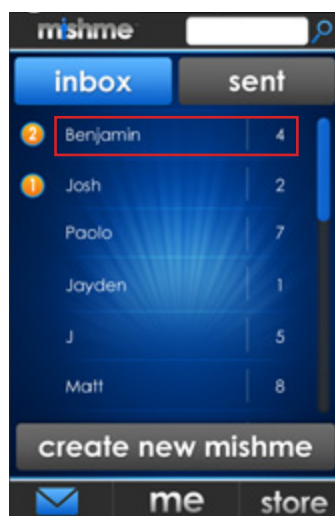 mishme
inbox sent
2 Benjamin 4
1 Josh 2
Paolo 7
Jayden 1
J 5
Matt 8
create new mishme
me store